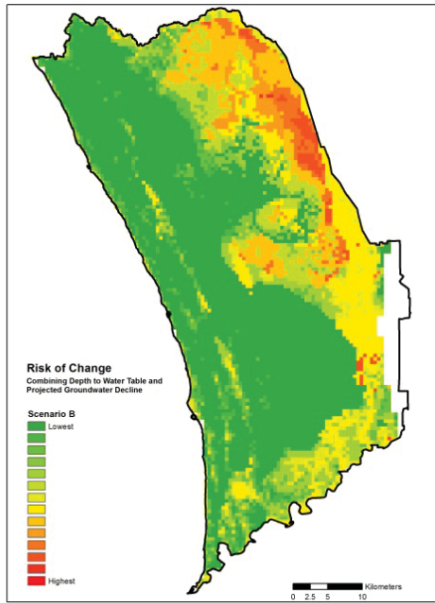 Risk of Change
Combining Depth to Water Table and
Projected Groundwater Decline
Scenario B
Lowest
Highest
Kilometers
0 2.5 5 10